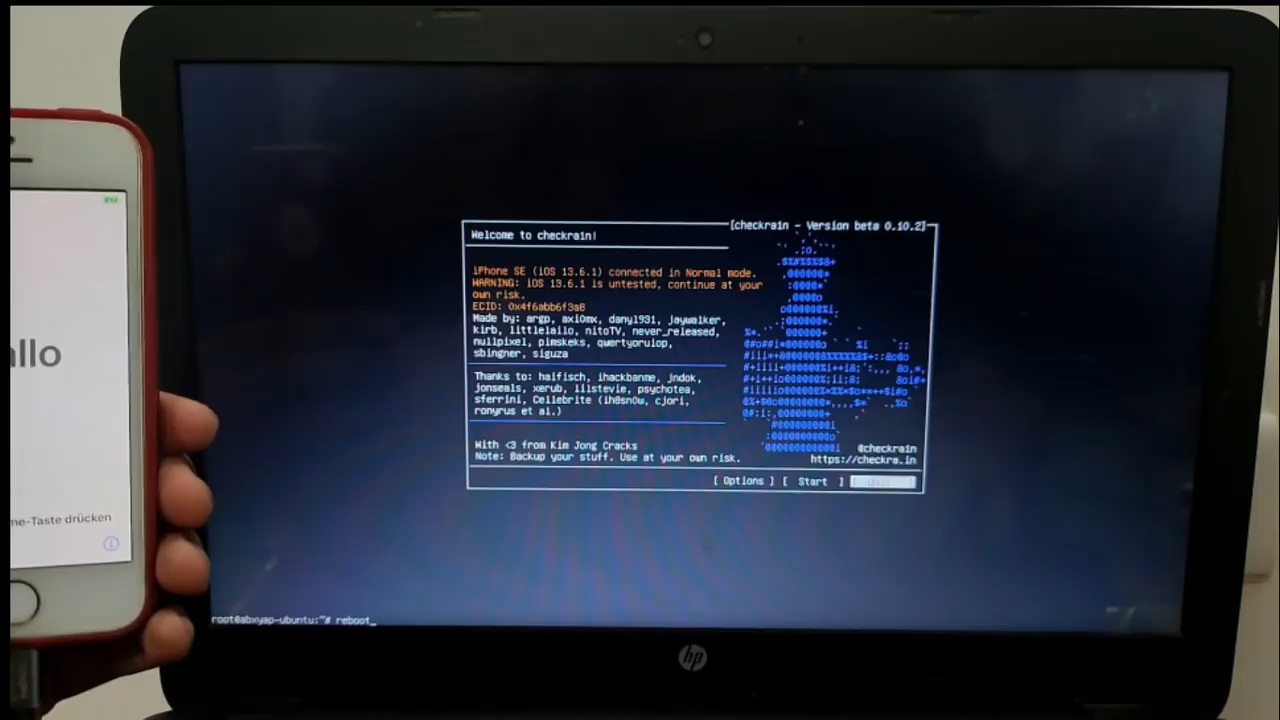 allo
ne-Taste drücken
[checkrain – Version beta 0.10.2]
Welcome to checkrain!
iPhone SE (iOS 13.6.1) connected in Normal mode.
WARNING: iOS 13.6.1 is untested, continue at your
own risk.
ECID: 0x4f6abb6f3a8
Made by: argp, axi0mx, danyl931, jaywalker,
kirb, littlelailo, nitoTV, never_released,
nullpixel, pimskeks, qwertyoruiop,
sbingner, siguza
Thanks to: haifisch, ihackbanme, jndok,
jonseals, xerub, lilstevie, psychotea,
sferrini, Cellebrite (ih8sn0w, cjori,
ronyrus et al.)
With <3 from Kim Jong Cracks
Note: Backup your stuff. Use at your own risk.
@checkrain
https://checkra.in
[ Options ] [ Start ]
root@abxyap-ubuntu:~# reboot_
hp